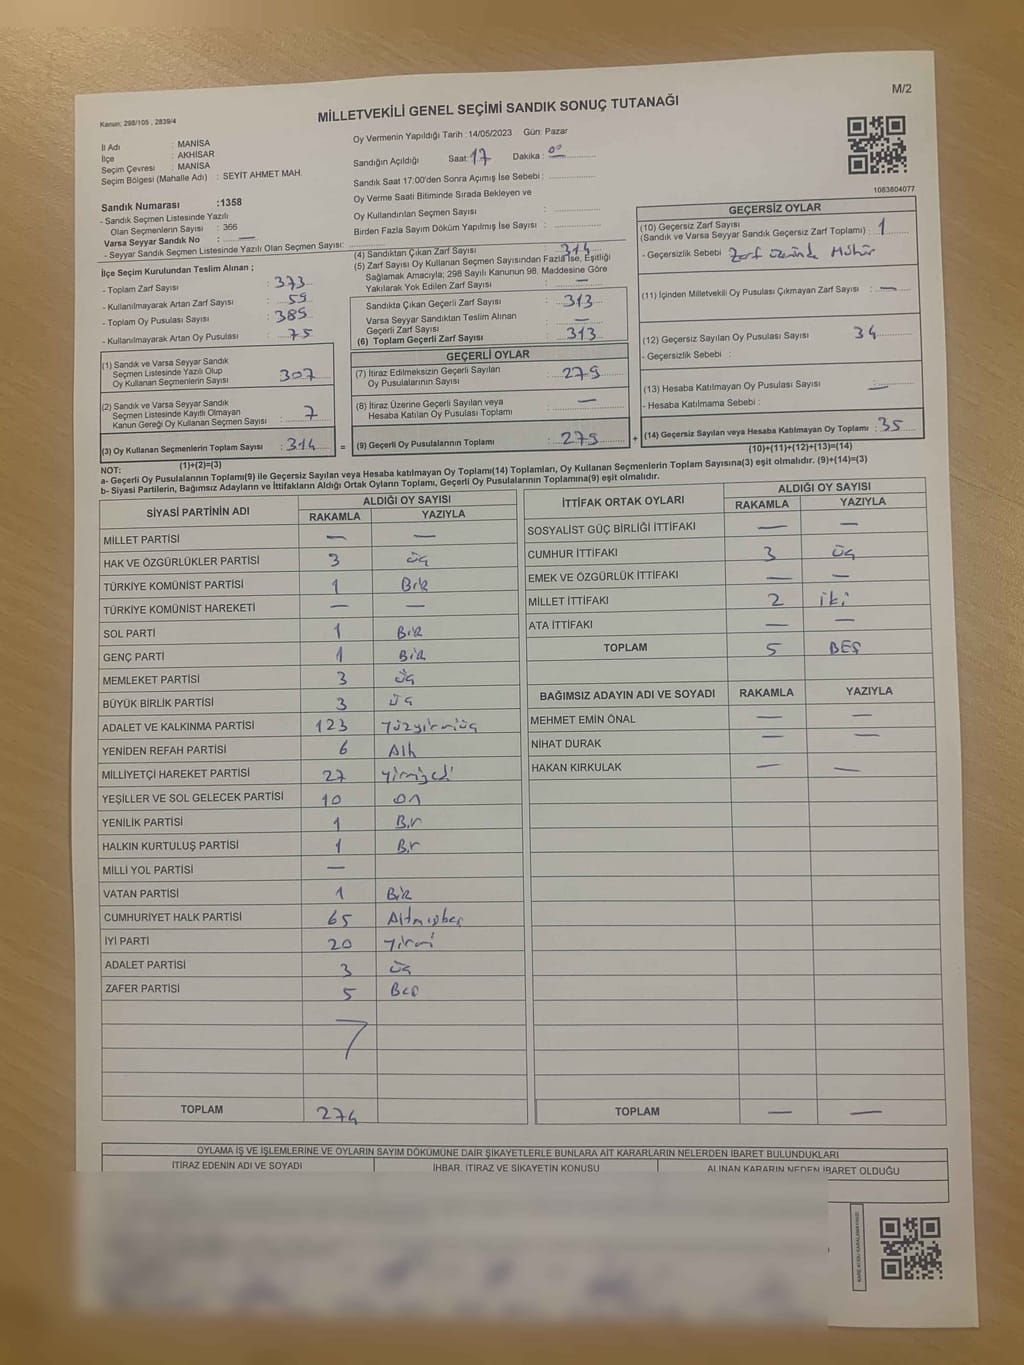 M/2
Kanun: 298/105 , 2839/4
MİLLETVEKİLİ GENEL SEÇİMİ SANDIK SONUÇ TUTANAĞI
İl Adı : MANİSA
İlçe : AKHİSAR
Seçim Çevresi : MANİSA
Seçim Bölgesi (Mahalle Adı) : SEYİT AHMET MAH.
Sandık Numarası :1358
- Sandık Seçmen Listesinde Yazılı
Olan Seçmenlerin Sayısı : 366
Varsa Seyyar Sandık No : —
- Seyyar Sandık Seçmen Listesinde Yazılı Olan Seçmen Sayısı:
İlçe Seçim Kurulundan Teslim Alınan ;
- Toplam Zarf Sayısı : 373
- Kullanılmayarak Artan Zarf Sayısı : 59
- Toplam Oy Pusulası Sayısı : 385
- Kullanılmayarak Artan Oy Pusulası : 75
(1) Sandık ve Varsa Seyyar Sandık
Seçmen Listesinde Yazılı Olup
Oy Kullanan Seçmenlerin Sayısı : 307
(2) Sandık ve Varsa Seyyar Sandık
Seçmen Listesinde Kayıtlı Olmayan
Kanun Gereği Oy Kullanan Seçmen Sayısı : 7
(3) Oy Kullanan Seçmenlerin Toplam Sayısı : 314 =
(1)+(2)=(3)
Oy Vermenin Yapıldığı Tarih :14/05/2023 Gün: Pazar
Sandığın Açıldığı Saat: 17 Dakika : 00
Sandık Saat 17:00'den Sonra Açımış İse Sebebi :
Oy Verme Saati Bitiminde Sırada Bekleyen ve
Oy Kullandırılan Seçmen Sayısı :
Birden Fazla Sayım Döküm Yapılmış İse Sayısı :
(4) Sandıktan Çıkan Zarf Sayısı : 314
(5) Zarf Sayısı Oy Kullanan Seçmen Sayısından Fazla İse, Eşitliği
Sağlamak Amacıyla; 298 Sayılı Kanunun 98. Maddesine Göre
Yakılarak Yok Edilen Zarf Sayısı : —
Sandıkta Çıkan Geçerli Zarf Sayısı : 313
Varsa Seyyar Sandıktan Teslim Alınan
Geçerli Zarf Sayısı : —
(6) Toplam Geçerli Zarf Sayısı : 313
GEÇERLİ OYLAR
(7) İtiraz Edilmeksizin Geçerli Sayılan
Oy Pusulalarının Sayısı : 279
(8) İtiraz Üzerine Geçerli Sayılan veya
Hesaba Katılan Oy Pusulası Toplamı : —
(9) Geçerli Oy Pusulalarının Toplamı : 275 +
1083804077
GEÇERSİZ OYLAR
(10) Geçersiz Zarf Sayısı
(Sandık ve Varsa Seyyar Sandık Geçersiz Zarf Toplamı) : 1
- Geçersizlik Sebebi : Zarf üzerinde Mühür
(11) İçinden Milletvekili Oy Pusulası Çıkmayan Zarf Sayısı : —
(12) Geçersiz Sayılan Oy Pusulası Sayısı : 34
- Geçersizlik Sebebi :
(13) Hesaba Katılmayan Oy Pusulası Sayısı : —
- Hesaba Katılmama Sebebi :
(14) Geçersiz Sayılan veya Hesaba Katılmayan Oy Toplamı : 35
(10)+(11)+(12)+(13)=(14)
NOT:
a- Geçerli Oy Pusulalarının Toplamı(9) ile Geçersiz Sayılan veya Hesaba katılmayan Oy Toplamı(14) Toplamları, Oy Kullanan Seçmenlerin Toplam Sayısına(3) eşit olmalıdır. (9)+(14)=(3)
b- Siyasi Partilerin, Bağımsız Adayların ve İttifakların Aldığı Ortak Oyların Toplamı, Geçerli Oy Pusulalarının Toplamına(9) eşit olmalıdır.
SİYASİ PARTİNİN ADI ALDIĞI OY SAYISI
RAKAMLA YAZIYLA
MİLLET PARTİSİ — —
HAK VE ÖZGÜRLÜKLER PARTİSİ 3 üç
TÜRKİYE KOMÜNİST PARTİSİ 1 BiR
TÜRKİYE KOMÜNİST HAREKETİ — —
SOL PARTİ 1 BiR
GENÇ PARTİ 1 BiR
MEMLEKET PARTİSİ 3 üç
BÜYÜK BİRLİK PARTİSİ 3 üç
ADALET VE KALKINMA PARTİSİ 123 Yüzyirmiüç
YENİDEN REFAH PARTİSİ 6 Altı
MİLLİYETÇİ HAREKET PARTİSİ 27 yirmiyedi
YEŞİLLER VE SOL GELECEK PARTİSİ 10 on
YENİLİK PARTİSİ 1 Bir
HALKIN KURTULUŞ PARTİSİ 1 Bir
MİLLİ YOL PARTİSİ —
VATAN PARTİSİ 1 BiR
CUMHURİYET HALK PARTİSİ 65 Altmışbeş
İYİ PARTİ 20 yirmi
ADALET PARTİSİ 3 üç
ZAFER PARTİSİ 5 Beş
TOPLAM 274
İTTİFAK ORTAK OYLARI ALDIĞI OY SAYISI
RAKAMLA YAZIYLA
SOSYALİST GÜÇ BİRLİĞİ İTTİFAKI — —
CUMHUR İTTİFAKI 3 üç
EMEK VE ÖZGÜRLÜK İTTİFAKI — —
MİLLET İTTİFAKI 2 iki
ATA İTTİFAKI — —
TOPLAM 5 BEŞ
BAĞIMSIZ ADAYIN ADI VE SOYADI RAKAMLA YAZIYLA
MEHMET EMİN ÖNAL — —
NİHAT DURAK — —
HAKAN KIRKULAK — —
TOPLAM — —
OYLAMA İŞ VE İŞLEMLERİNE VE OYLARIN SAYIM DÖKÜMÜNE DAİR ŞİKAYETLERLE BUNLARA AİT KARARLARIN NELERDEN İBARET BULUNDUKLARI
İTİRAZ EDENİN ADI VE SOYADI İHBAR, İTİRAZ VE ŞİKAYETİN KONUSU ALINAN KARARIN NEDEN İBARET OLDUĞU